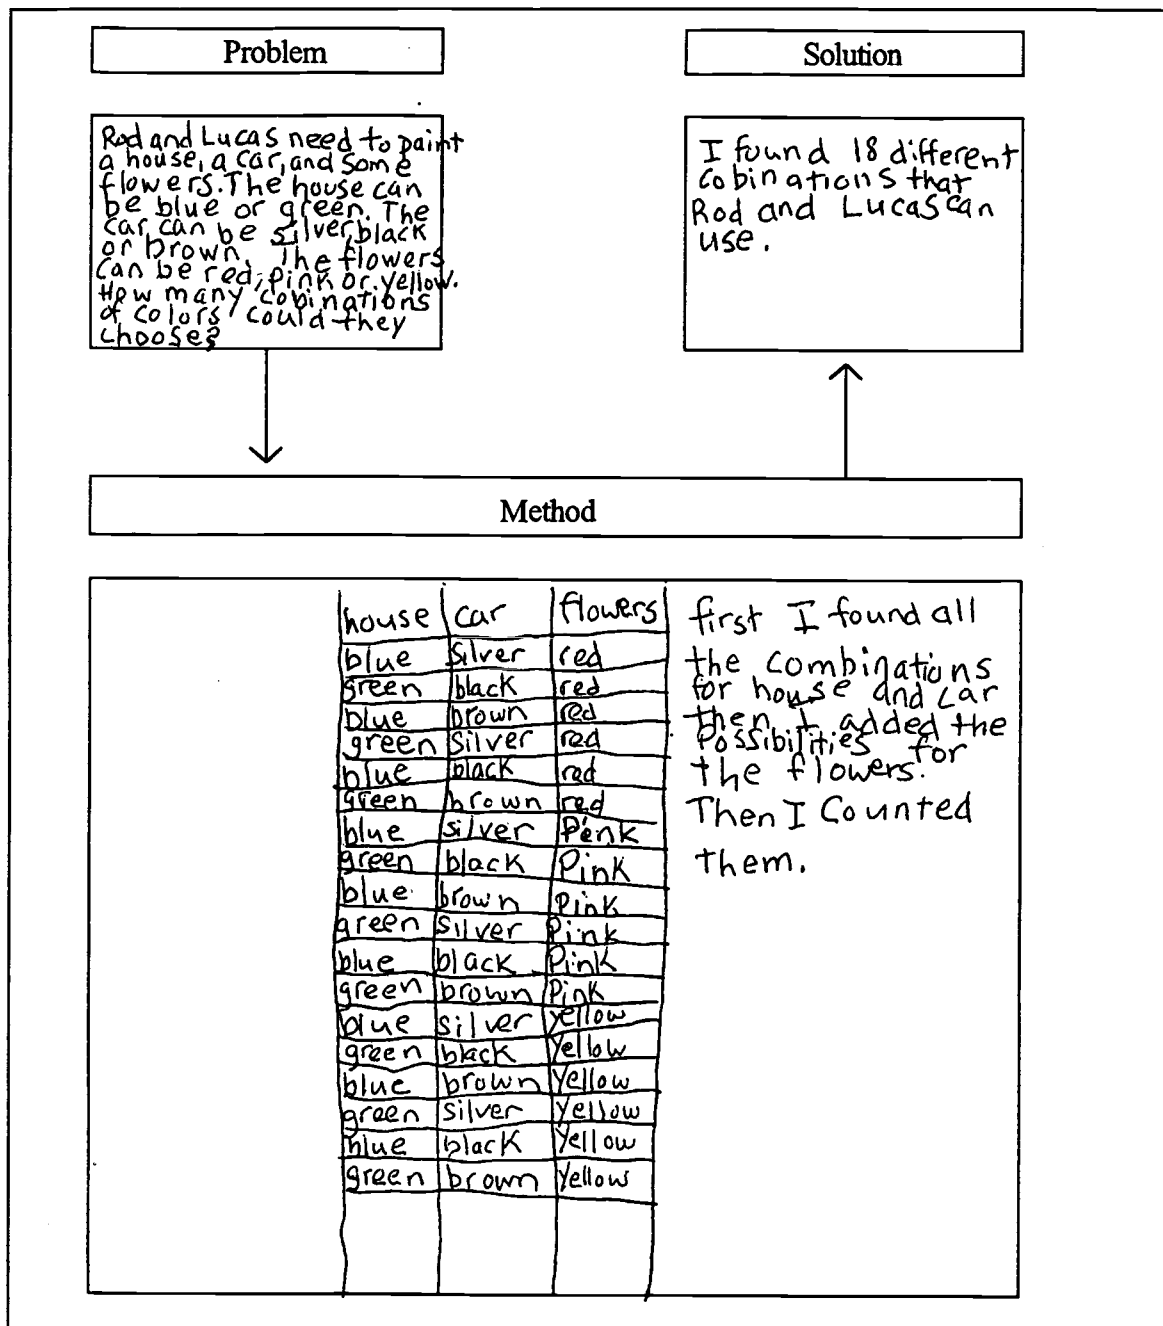 Problem
Rod and Lucas need to paint
a house, a car, and some
flowers. The house can
be blue or green. The
car can be silver, black
or brown. The flowers
can be red, pink or yellow.
How many cobinations
of colors could they
choose?
Solution
I found 18 different
cobinations that
Rod and Lucas can
use.
Method
house car flowers
blue silver red
green black red
blue brown red
green silver red
blue black red
green brown red
blue silver Pink
green black Pink
blue brown Pink
green silver Pink
blue black Pink
green brown Pink
blue silver yellow
green black Yellow
blue brown Yellow
green silver Yellow
blue black Yellow
green brown Yellow
first I found all
the combinations
for house and car
then I added the
Possibilities for
the flowers.
Then I Counted
them.